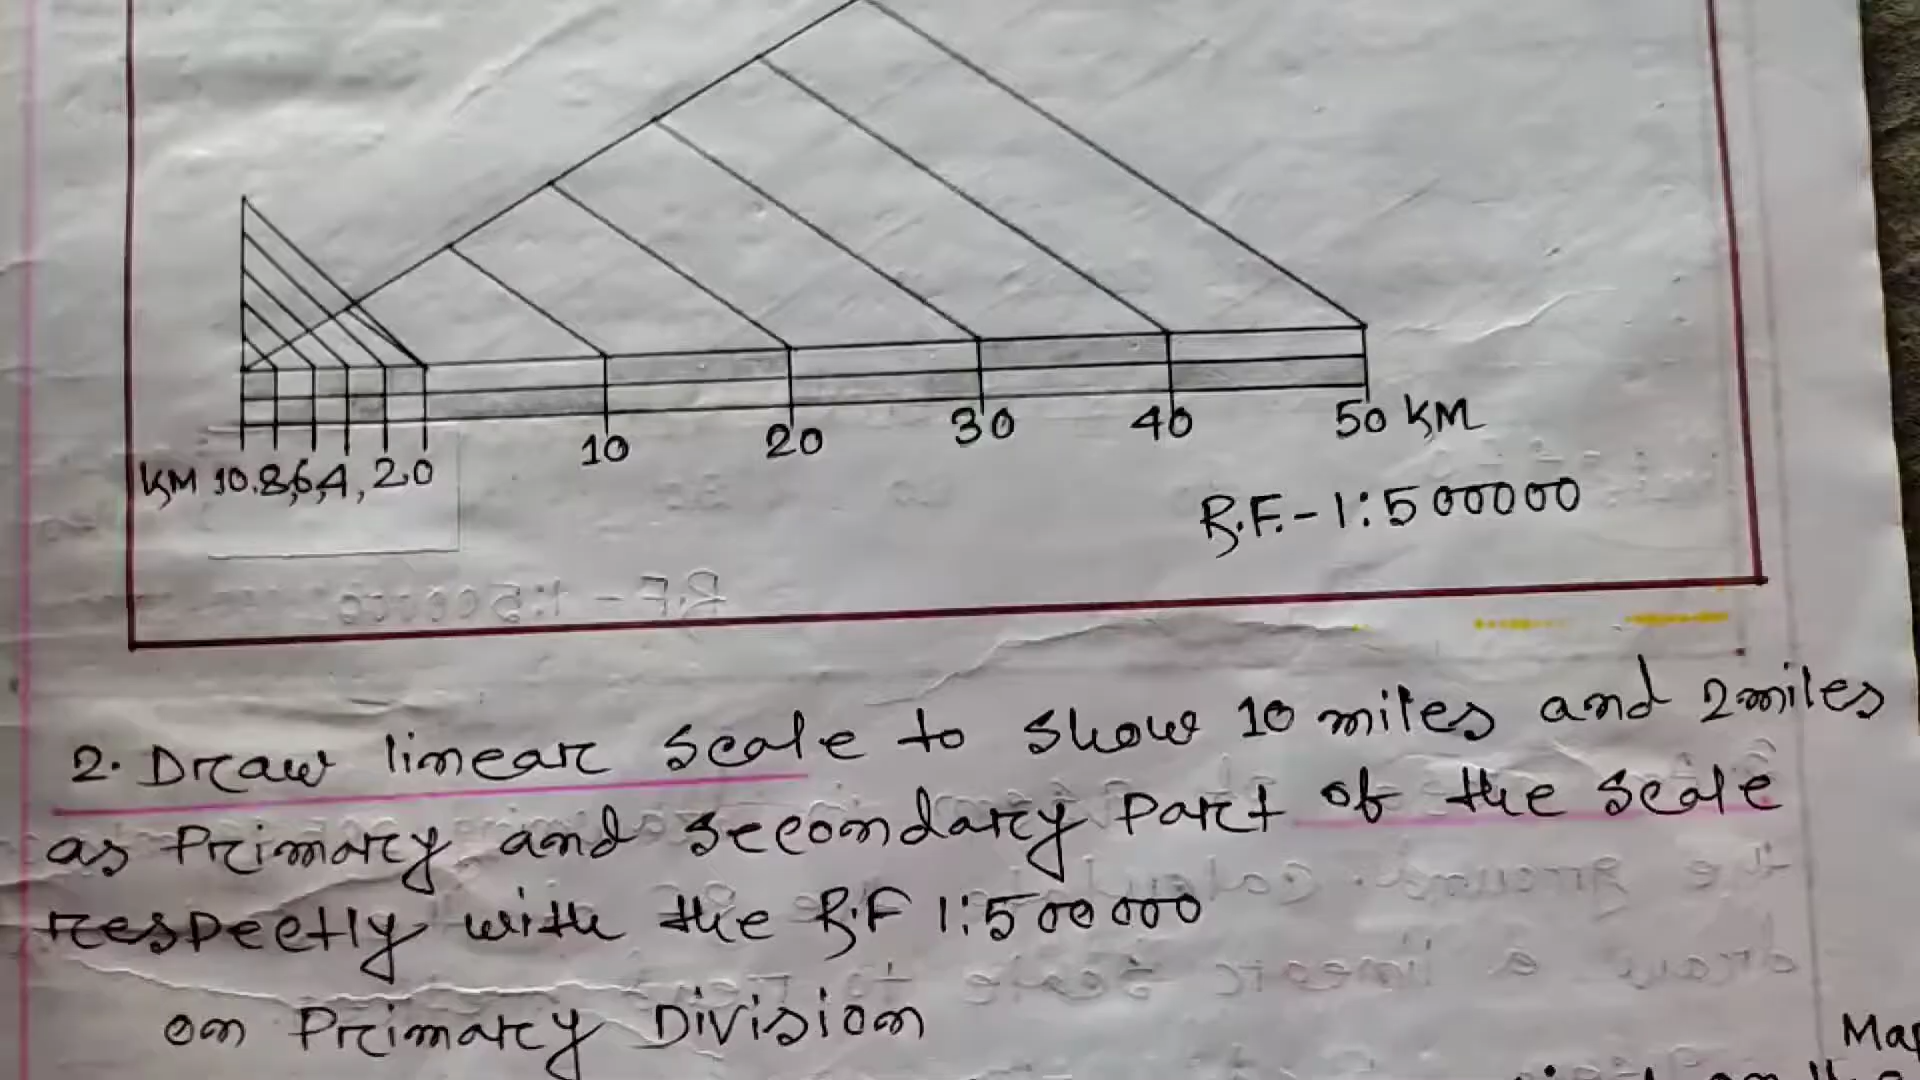 10
20
30
40
50 KM
KM 10.8,6,4, 2.0
R.F. - 1:500000
2. Draw linear scale to show 10 miles and 2 miles
as Primary and secondary Part of the scale
respectly with the R.F 1:500000
on Primary Division
Map